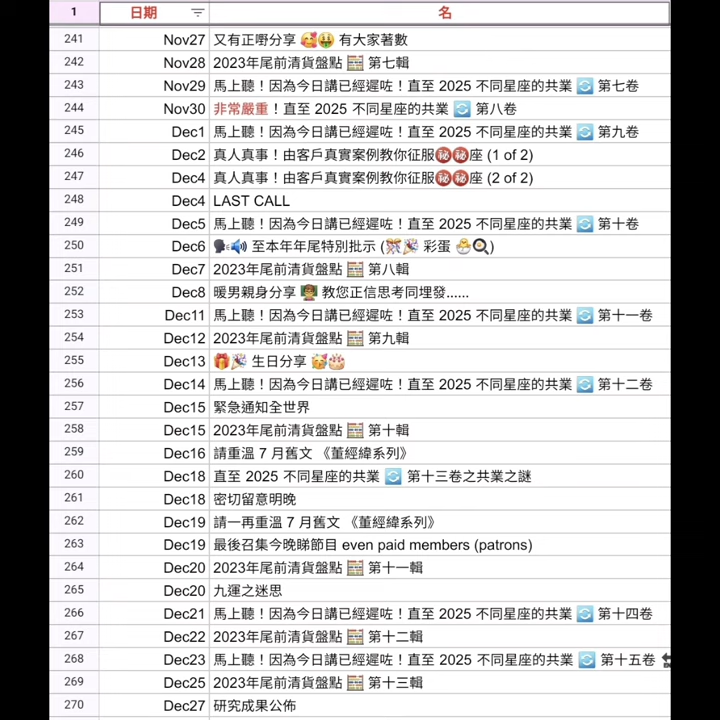 1 日期 名
241 Nov27 又有正嘢分享 🥰🤑 有大家著數
242 Nov28 2023年尾前清貨盤點 🧮 第七輯
243 Nov29 馬上聽！因為今日講已經遲咗！直至 2025 不同星座的共業 🔄 第七卷
244 Nov30 非常嚴重！直至 2025 不同星座的共業 🔄 第八卷
245 Dec1 馬上聽！因為今日講已經遲咗！直至 2025 不同星座的共業 🔄 第九卷
246 Dec2 真人真事！由客戶真實案例教你征服㊙️㊙️座 (1 of 2)
247 Dec4 真人真事！由客戶真實案例教你征服㊙️㊙️座 (2 of 2)
248 Dec4 LAST CALL
249 Dec5 馬上聽！因為今日講已經遲咗！直至 2025 不同星座的共業 🔄 第十卷
250 Dec6 🗣️🔊 至本年年尾特別批示 (🎊🎉 彩蛋 🐣🍳)
251 Dec7 2023年尾前清貨盤點 🧮 第八輯
252 Dec8 暖男親身分享 👨‍🏫 教您正信思考同埋發......
253 Dec11 馬上聽！因為今日講已經遲咗！直至 2025 不同星座的共業 🔄 第十一卷
254 Dec12 2023年尾前清貨盤點 🧮 第九輯
255 Dec13 🎁🎉 生日分享 🥳🎂
256 Dec14 馬上聽！因為今日講已經遲咗！直至 2025 不同星座的共業 🔄 第十二卷
257 Dec15 緊急通知全世界
258 Dec15 2023年尾前清貨盤點 🧮 第十輯
259 Dec16 請重溫 7 月舊文 《董經緯系列》
260 Dec18 直至 2025 不同星座的共業 🔄 第十三卷之共業之謎
261 Dec18 密切留意明晚
262 Dec19 請一再重溫 7 月舊文 《董經緯系列》
263 Dec19 最後召集今晚睇節目 even paid members (patrons)
264 Dec20 2023年尾前清貨盤點 🧮 第十一輯
265 Dec20 九運之迷思
266 Dec21 馬上聽！因為今日講已經遲咗！直至 2025 不同星座的共業 🔄 第十四卷
267 Dec22 2023年尾前清貨盤點 🧮 第十二輯
268 Dec23 馬上聽！因為今日講已經遲咗！直至 2025 不同星座的共業 🔄 第十五卷
269 Dec25 2023年尾前清貨盤點 🧮 第十三輯
270 Dec27 研究成果公佈